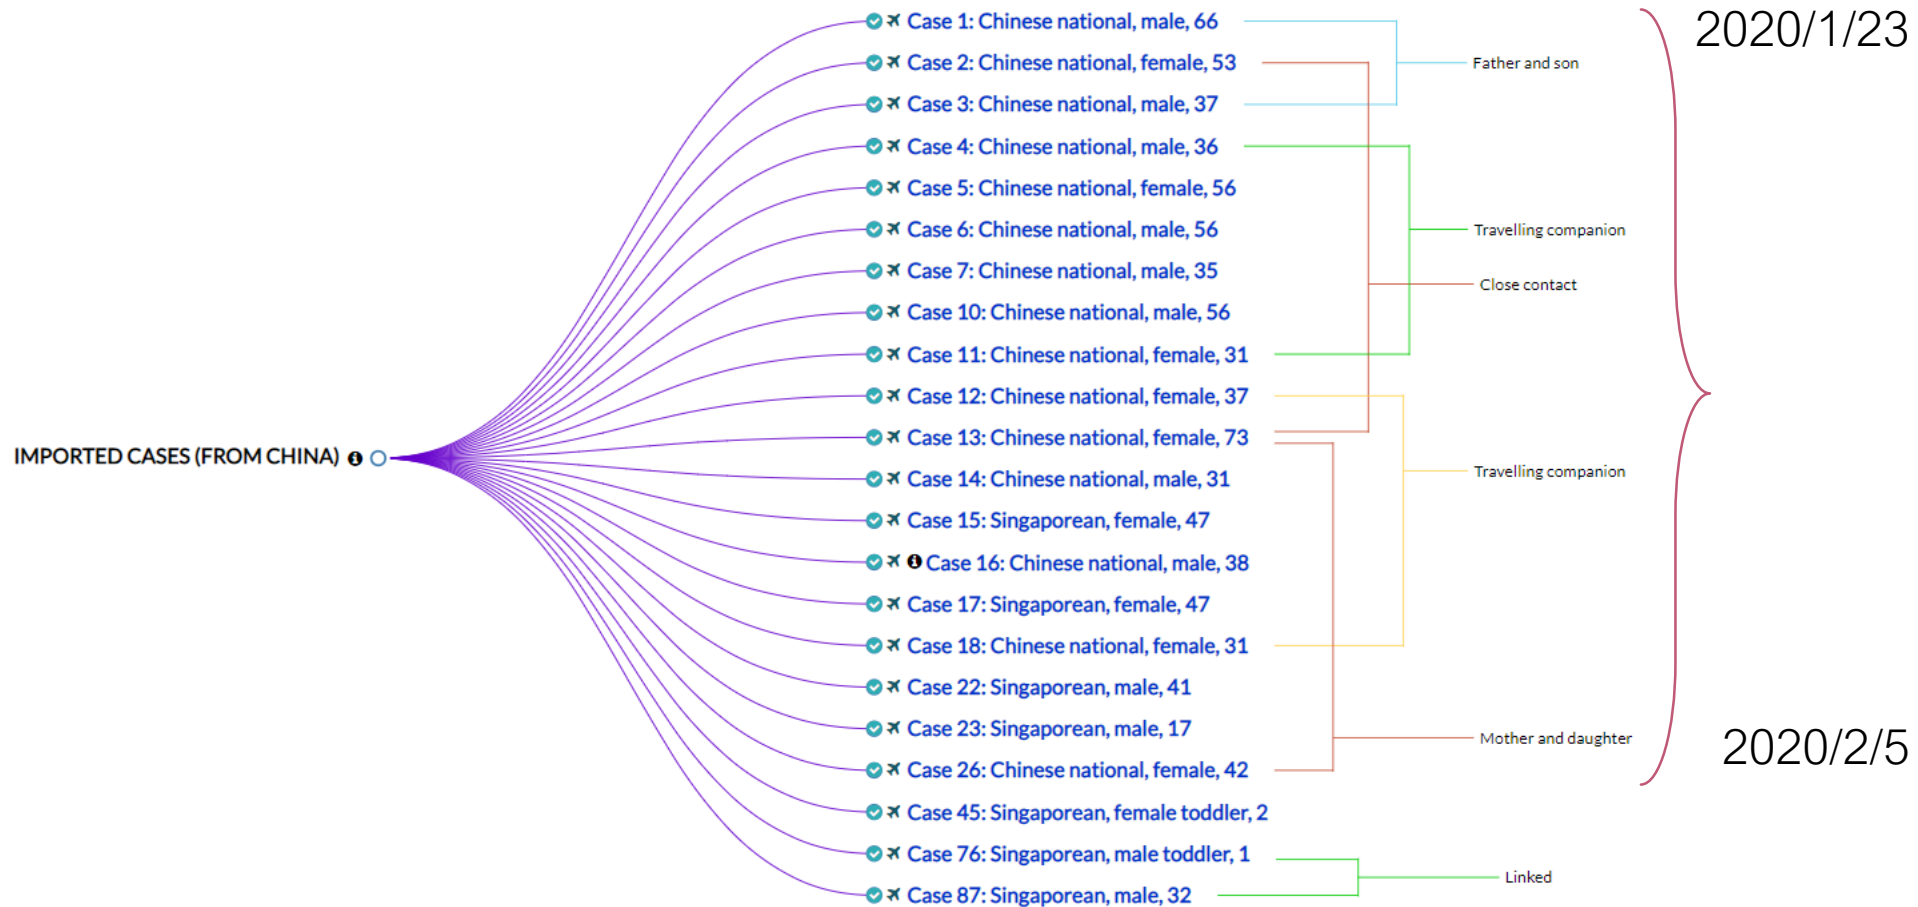 Case 1: Chinese national, male, 66
2020/1/23
Case 2: Chinese national, female, 53
Father and son
Case 3: Chinese national, male, 37
Case 4: Chinese national, male, 36
Case 5: Chinese national, female, 56
Case 6: Chinese national, male, 56
Travelling companion
Case 7: Chinese national, male, 35
Close contact
Case 10: Chinese national, male, 56
Case 11: Chinese national, female, 31
Case 12: Chinese national, female, 37
Case 13: Chinese national, female, 73
IMPORTED CASES (FROM CHINA)
Travelling companion
Case 14: Chinese national, male, 31
Case 15: Singaporean, female, 47
Case 16: Chinese national, male, 38
Case 17: Singaporean, female, 47
Case 18: Chinese national, female, 31
Case 22: Singaporean, male, 41
Case 23: Singaporean, male, 17
Mother and daughter
2020/2/5
Case 26: Chinese national, female, 42
Case 45: Singaporean, female toddler, 2
Case 76: Singaporean, male toddler, 1
Linked
Case 87: Singaporean, male, 32